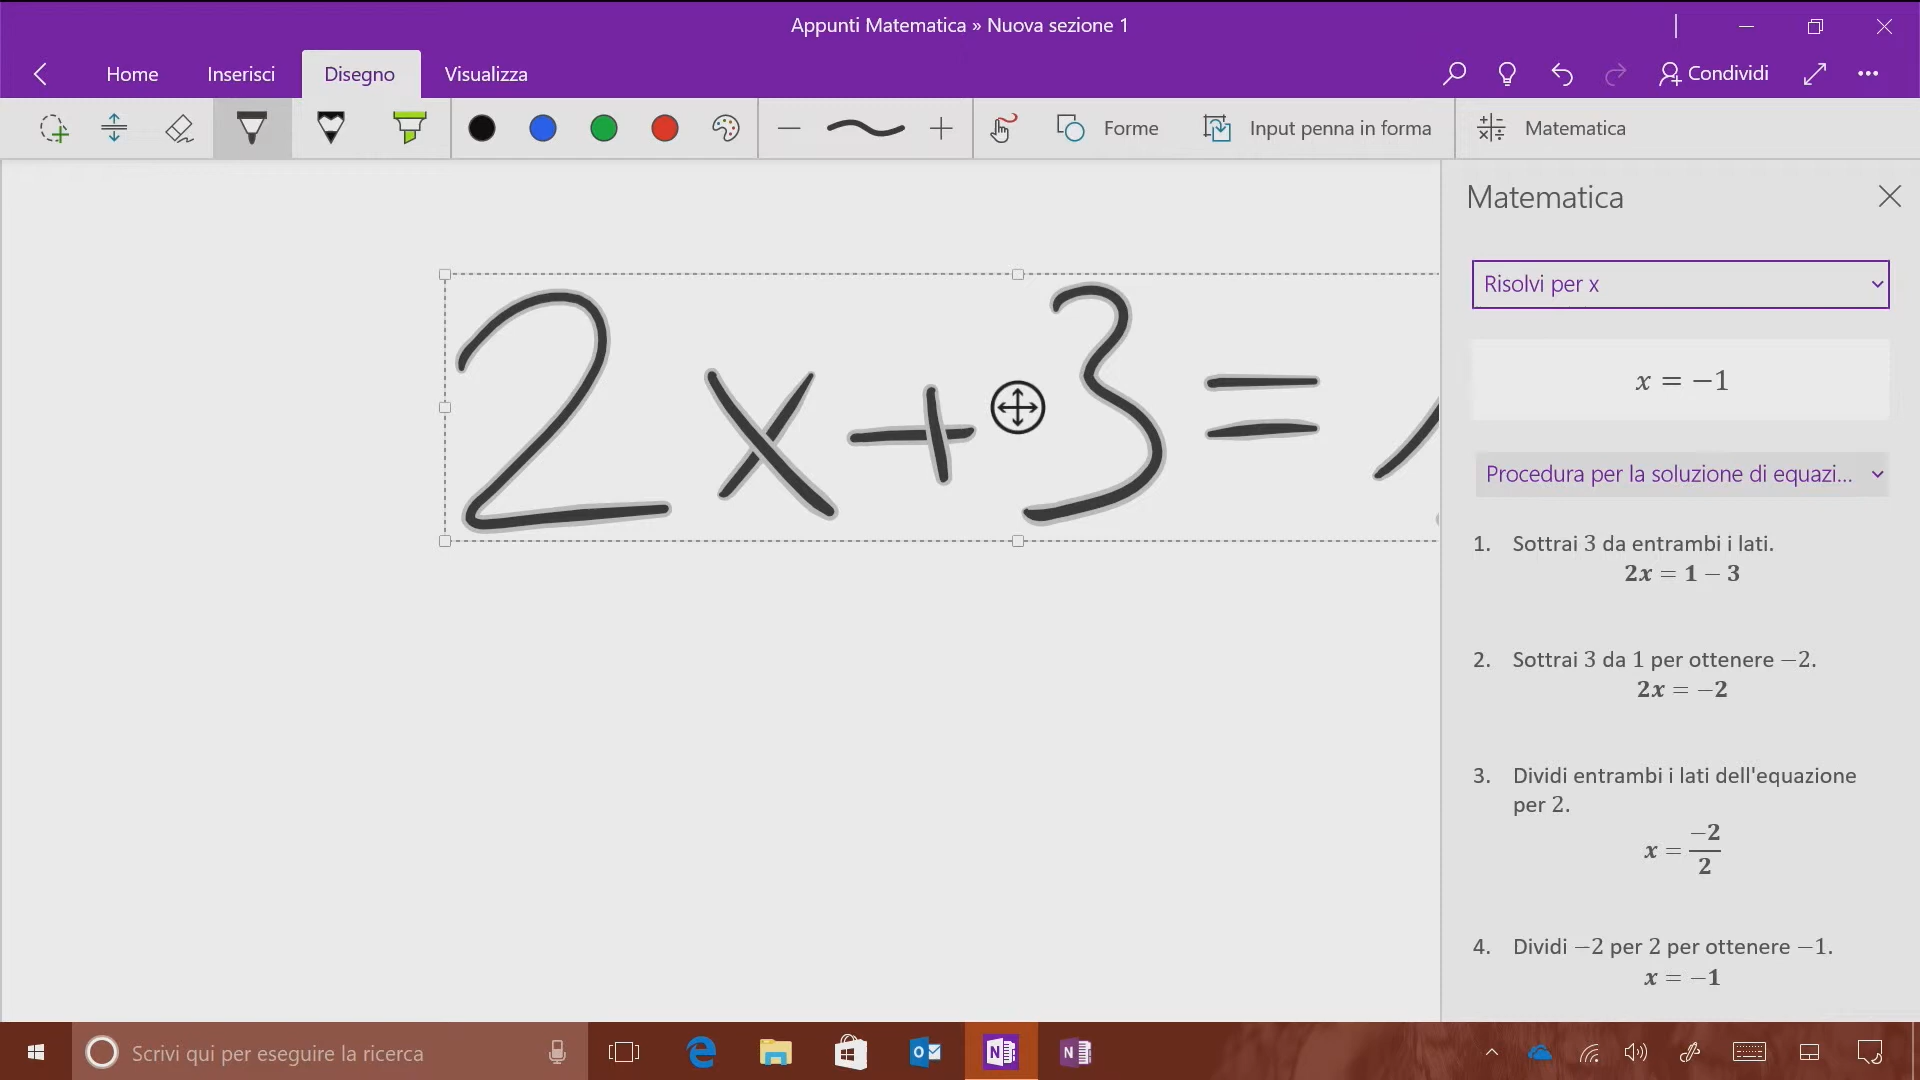 Appunti Matematica » Nuova sezione 1
Home Inserisci Disegno Visualizza Condividi
Forme Input penna in forma Matematica
Matematica
Risolvi per x
2x+3=
x = −1
Procedura per la soluzione di equazi...
1. Sottrai 3 da entrambi i lati.
2x = 1 − 3
2. Sottrai 3 da 1 per ottenere −2.
2x = −2
3. Dividi entrambi i lati dell'equazione
per 2.
x = −2/2
4. Dividi −2 per 2 per ottenere −1.
x = −1
Scrivi qui per eseguire la ricerca